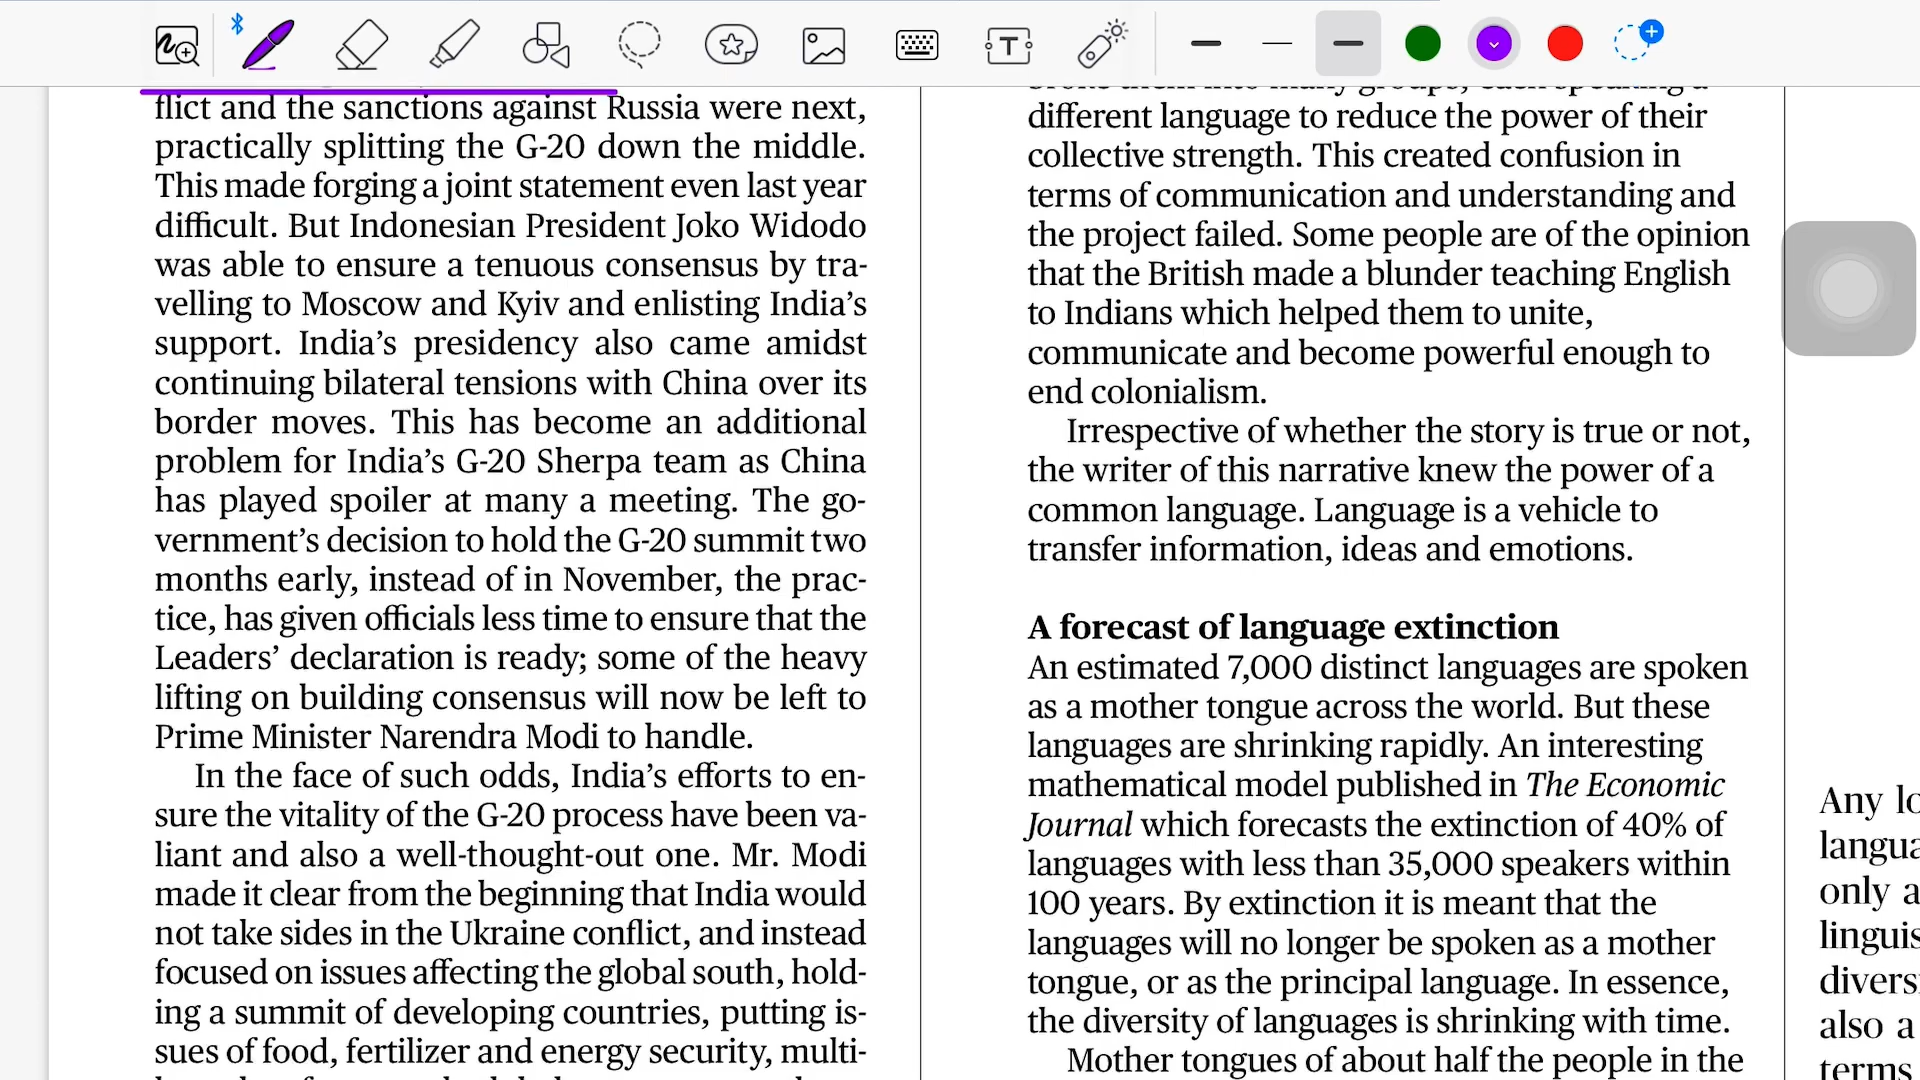 T
flict and the sanctions against Russia were next,
practically splitting the G-20 down the middle.
This made forging a joint statement even last year
difficult. But Indonesian President Joko Widodo
was able to ensure a tenuous consensus by tra-
velling to Moscow and Kyiv and enlisting India’s
support. India’s presidency also came amidst
continuing bilateral tensions with China over its
border moves. This has become an additional
problem for India’s G-20 Sherpa team as China
has played spoiler at many a meeting. The go-
vernment’s decision to hold the G-20 summit two
months early, instead of in November, the prac-
tice, has given officials less time to ensure that the
Leaders’ declaration is ready; some of the heavy
lifting on building consensus will now be left to
Prime Minister Narendra Modi to handle.
In the face of such odds, India’s efforts to en-
sure the vitality of the G-20 process have been va-
liant and also a well-thought-out one. Mr. Modi
made it clear from the beginning that India would
not take sides in the Ukraine conflict, and instead
focused on issues affecting the global south, hold-
ing a summit of developing countries, putting is-
sues of food, fertilizer and energy security, multi-
different language to reduce the power of their
collective strength. This created confusion in
terms of communication and understanding and
the project failed. Some people are of the opinion
that the British made a blunder teaching English
to Indians which helped them to unite,
communicate and become powerful enough to
end colonialism.
Irrespective of whether the story is true or not,
the writer of this narrative knew the power of a
common language. Language is a vehicle to
transfer information, ideas and emotions.
A forecast of language extinction
An estimated 7,000 distinct languages are spoken
as a mother tongue across the world. But these
languages are shrinking rapidly. An interesting
mathematical model published in The Economic
Journal which forecasts the extinction of 40% of
languages with less than 35,000 speakers within
100 years. By extinction it is meant that the
languages will no longer be spoken as a mother
tongue, or as the principal language. In essence,
the diversity of languages is shrinking with time.
Mother tongues of about half the people in the
Any lo
langua
only a
linguis
divers
also a
terms